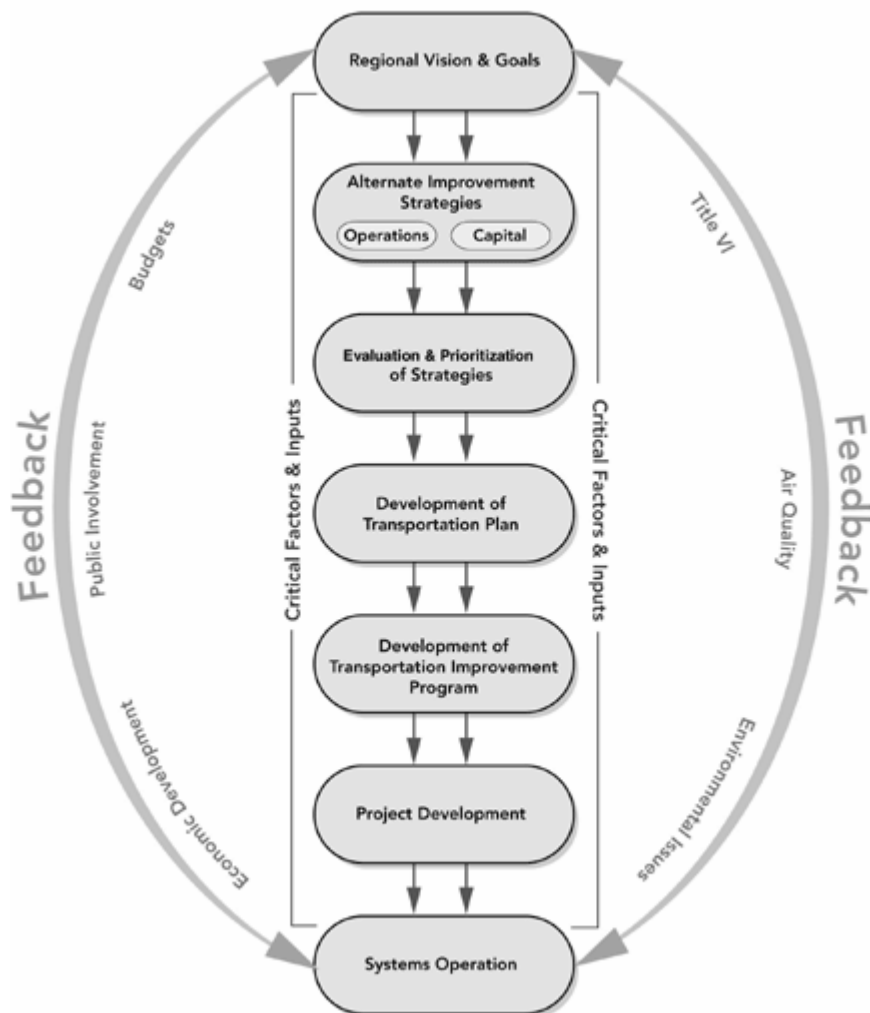 Regional Vision & Goals
Alternate Improvement
Strategies
Operations
Capital
Evaluation & Prioritization
of Strategies
Development of
Transportation Plan
Development of
Transportation Improvement
Program
Project Development
Systems Operation
Critical Factors & Inputs
Critical Factors & Inputs
Feedback
Budgets
Public Involvement
Economic Development
Feedback
Title VI
Air Quality
Environmental Issues